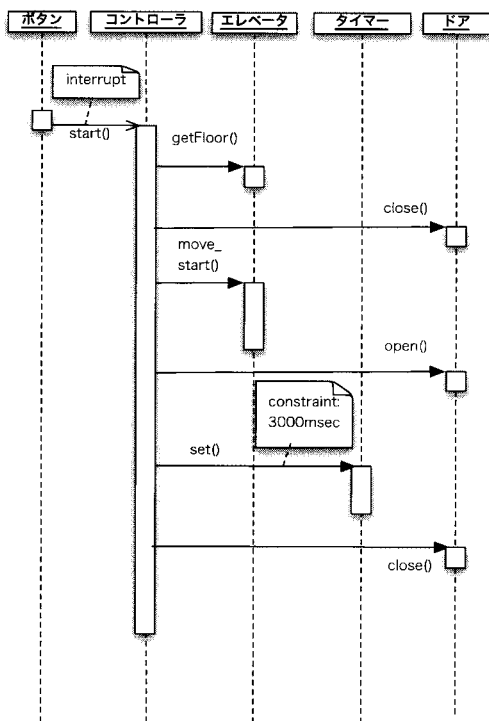 ボタン
コントローラ
エレベータ
タイマー
ドア
interrupt
start()
getFloor()
close()
move_
start()
open()
constraint:
3000msec
set()
close()